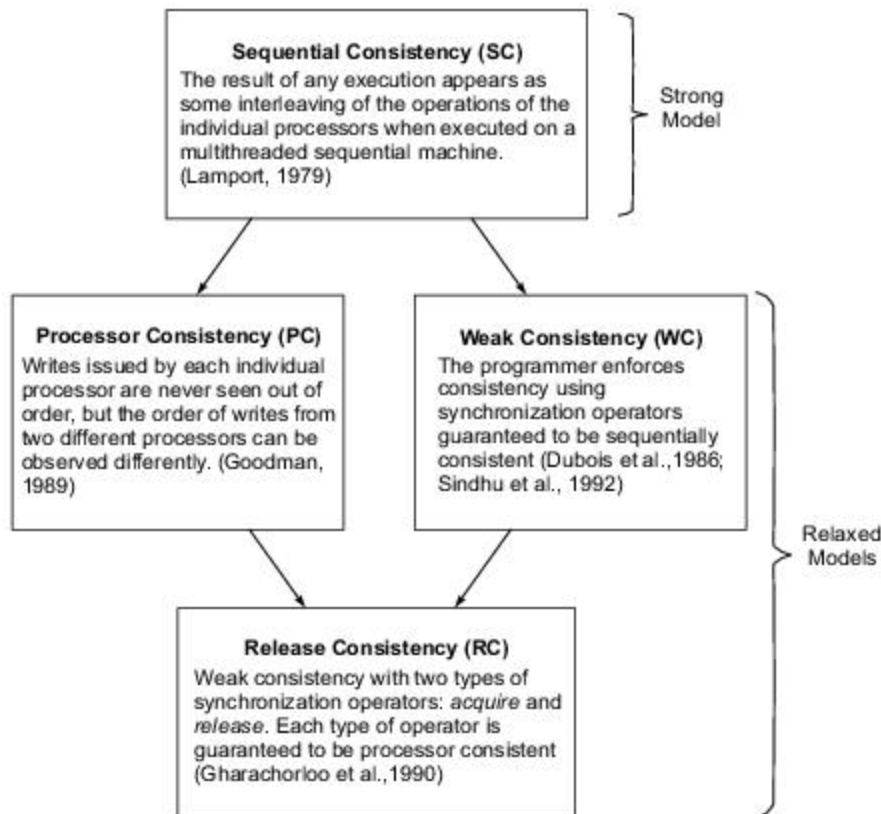 Sequential Consistency (SC)
The result of any execution appears as
some interleaving of the operations of the
individual processors when executed on a
multithreaded sequential machine.
(Lamport, 1979)
Strong
Model
Processor Consistency (PC)
Writes issued by each individual
processor are never seen out of
order, but the order of writes from
two different processors can be
observed differently. (Goodman,
1989)
Weak Consistency (WC)
The programmer enforces
consistency using
synchronization operators
guaranteed to be sequentially
consistent (Dubois et al.,1986;
Sindhu et al., 1992)
Relaxed
Models
Release Consistency (RC)
Weak consistency with two types of
synchronization operators: acquire and
release. Each type of operator is
guaranteed to be processor consistent
(Gharachorloo et al.,1990)